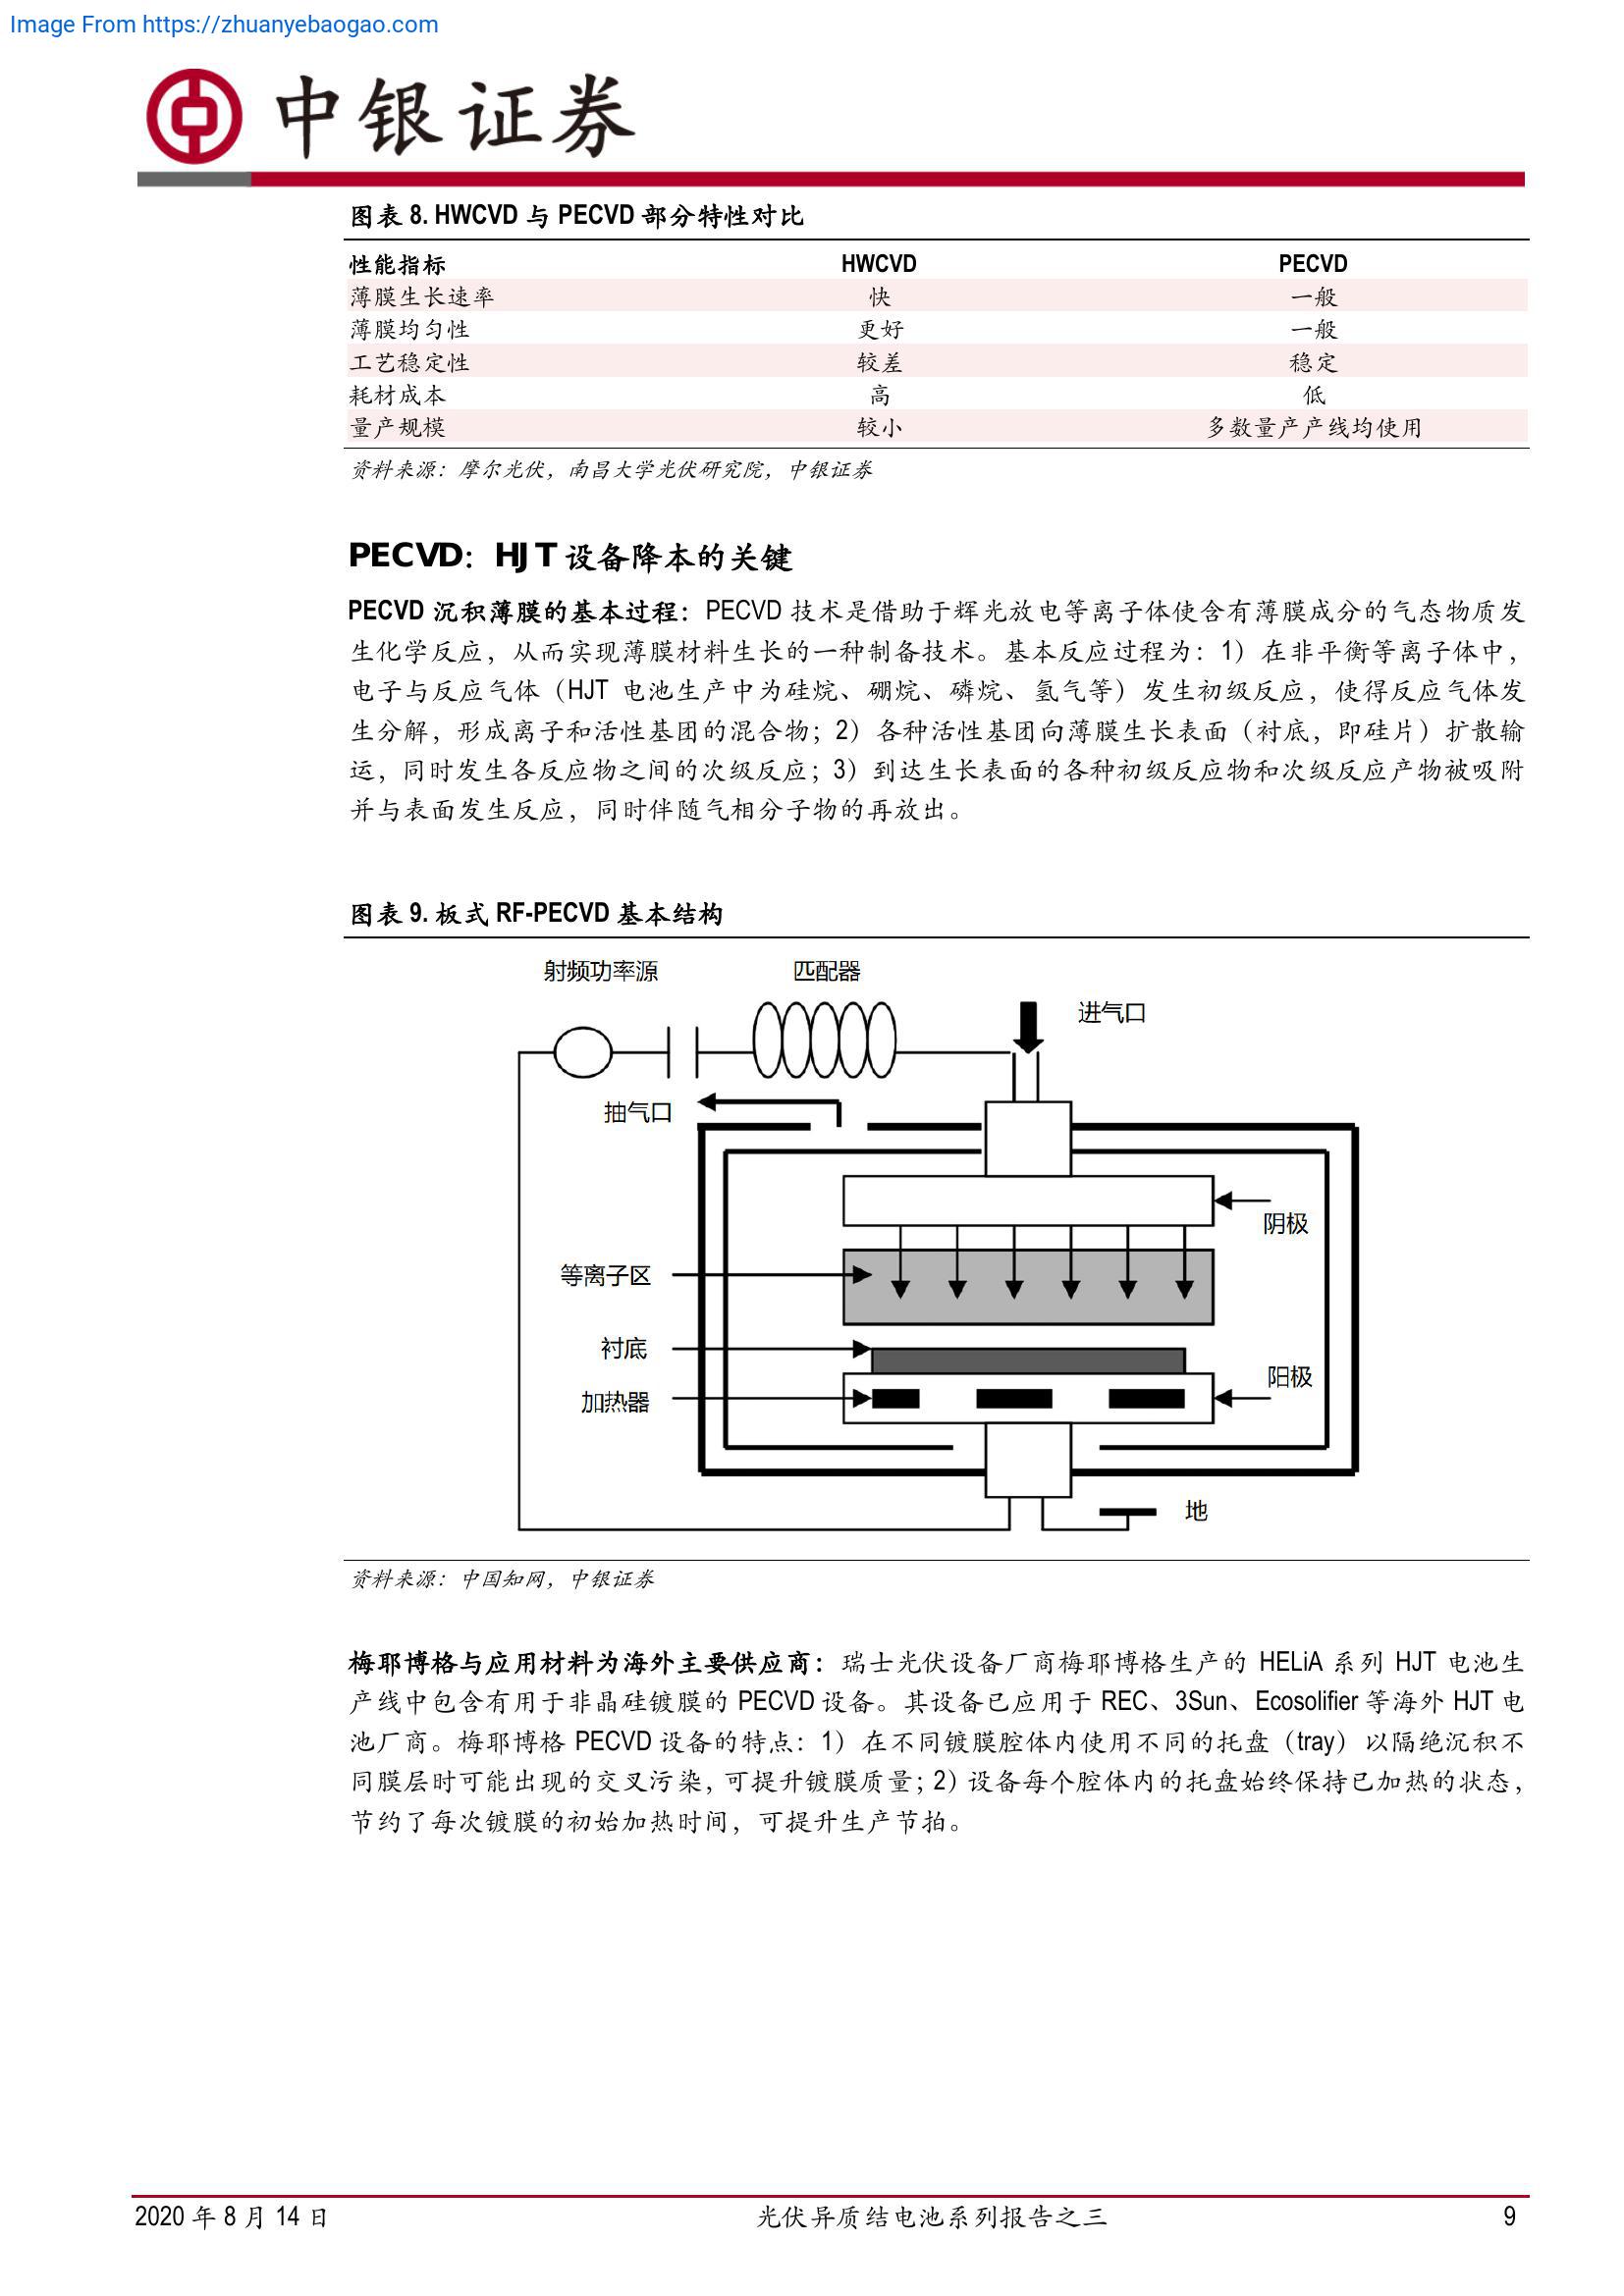 Image From https://zhuanyebaogao.com
中银证券
图表 8. HWCVD 与 PECVD 部分特性对比
性能指标 HWCVD PECVD
薄膜生长速率 快 一般
薄膜均匀性 更好 一般
工艺稳定性 较差 稳定
耗材成本 高 低
量产规模 较小 多数量产产线均使用
资料来源：摩尔光伏，南昌大学光伏研究院，中银证券
PECVD：HJT 设备降本的关键
PECVD 沉积薄膜的基本过程：PECVD 技术是借助于辉光放电等离子体使含有薄膜成分的气态物质发
生化学反应，从而实现薄膜材料生长的一种制备技术。基本反应过程为：1）在非平衡等离子体中，
电子与反应气体（HJT 电池生产中为硅烷、硼烷、磷烷、氢气等）发生初级反应，使得反应气体发
生分解，形成离子和活性基团的混合物；2）各种活性基团向薄膜生长表面（衬底，即硅片）扩散输
运，同时发生各反应物之间的次级反应；3）到达生长表面的各种初级反应物和次级反应产物被吸附
并与表面发生反应，同时伴随气相分子物的再放出。
图表 9. 板式 RF-PECVD 基本结构
射频功率源 匹配器
进气口
抽气口
阴极
等离子区
衬底
阳极
加热器
地
资料来源：中国知网，中银证券
梅耶博格与应用材料为海外主要供应商：瑞士光伏设备厂商梅耶博格生产的 HELiA 系列 HJT 电池生
产线中包含有用于非晶硅镀膜的 PECVD 设备。其设备已应用于 REC、3Sun、Ecosolifier 等海外 HJT 电
池厂商。梅耶博格 PECVD 设备的特点：1）在不同镀膜腔体内使用不同的托盘（tray）以隔绝沉积不
同膜层时可能出现的交叉污染，可提升镀膜质量；2）设备每个腔体内的托盘始终保持已加热的状态，
节约了每次镀膜的初始加热时间，可提升生产节拍。
2020 年 8 月 14 日 光伏异质结电池系列报告之三 9